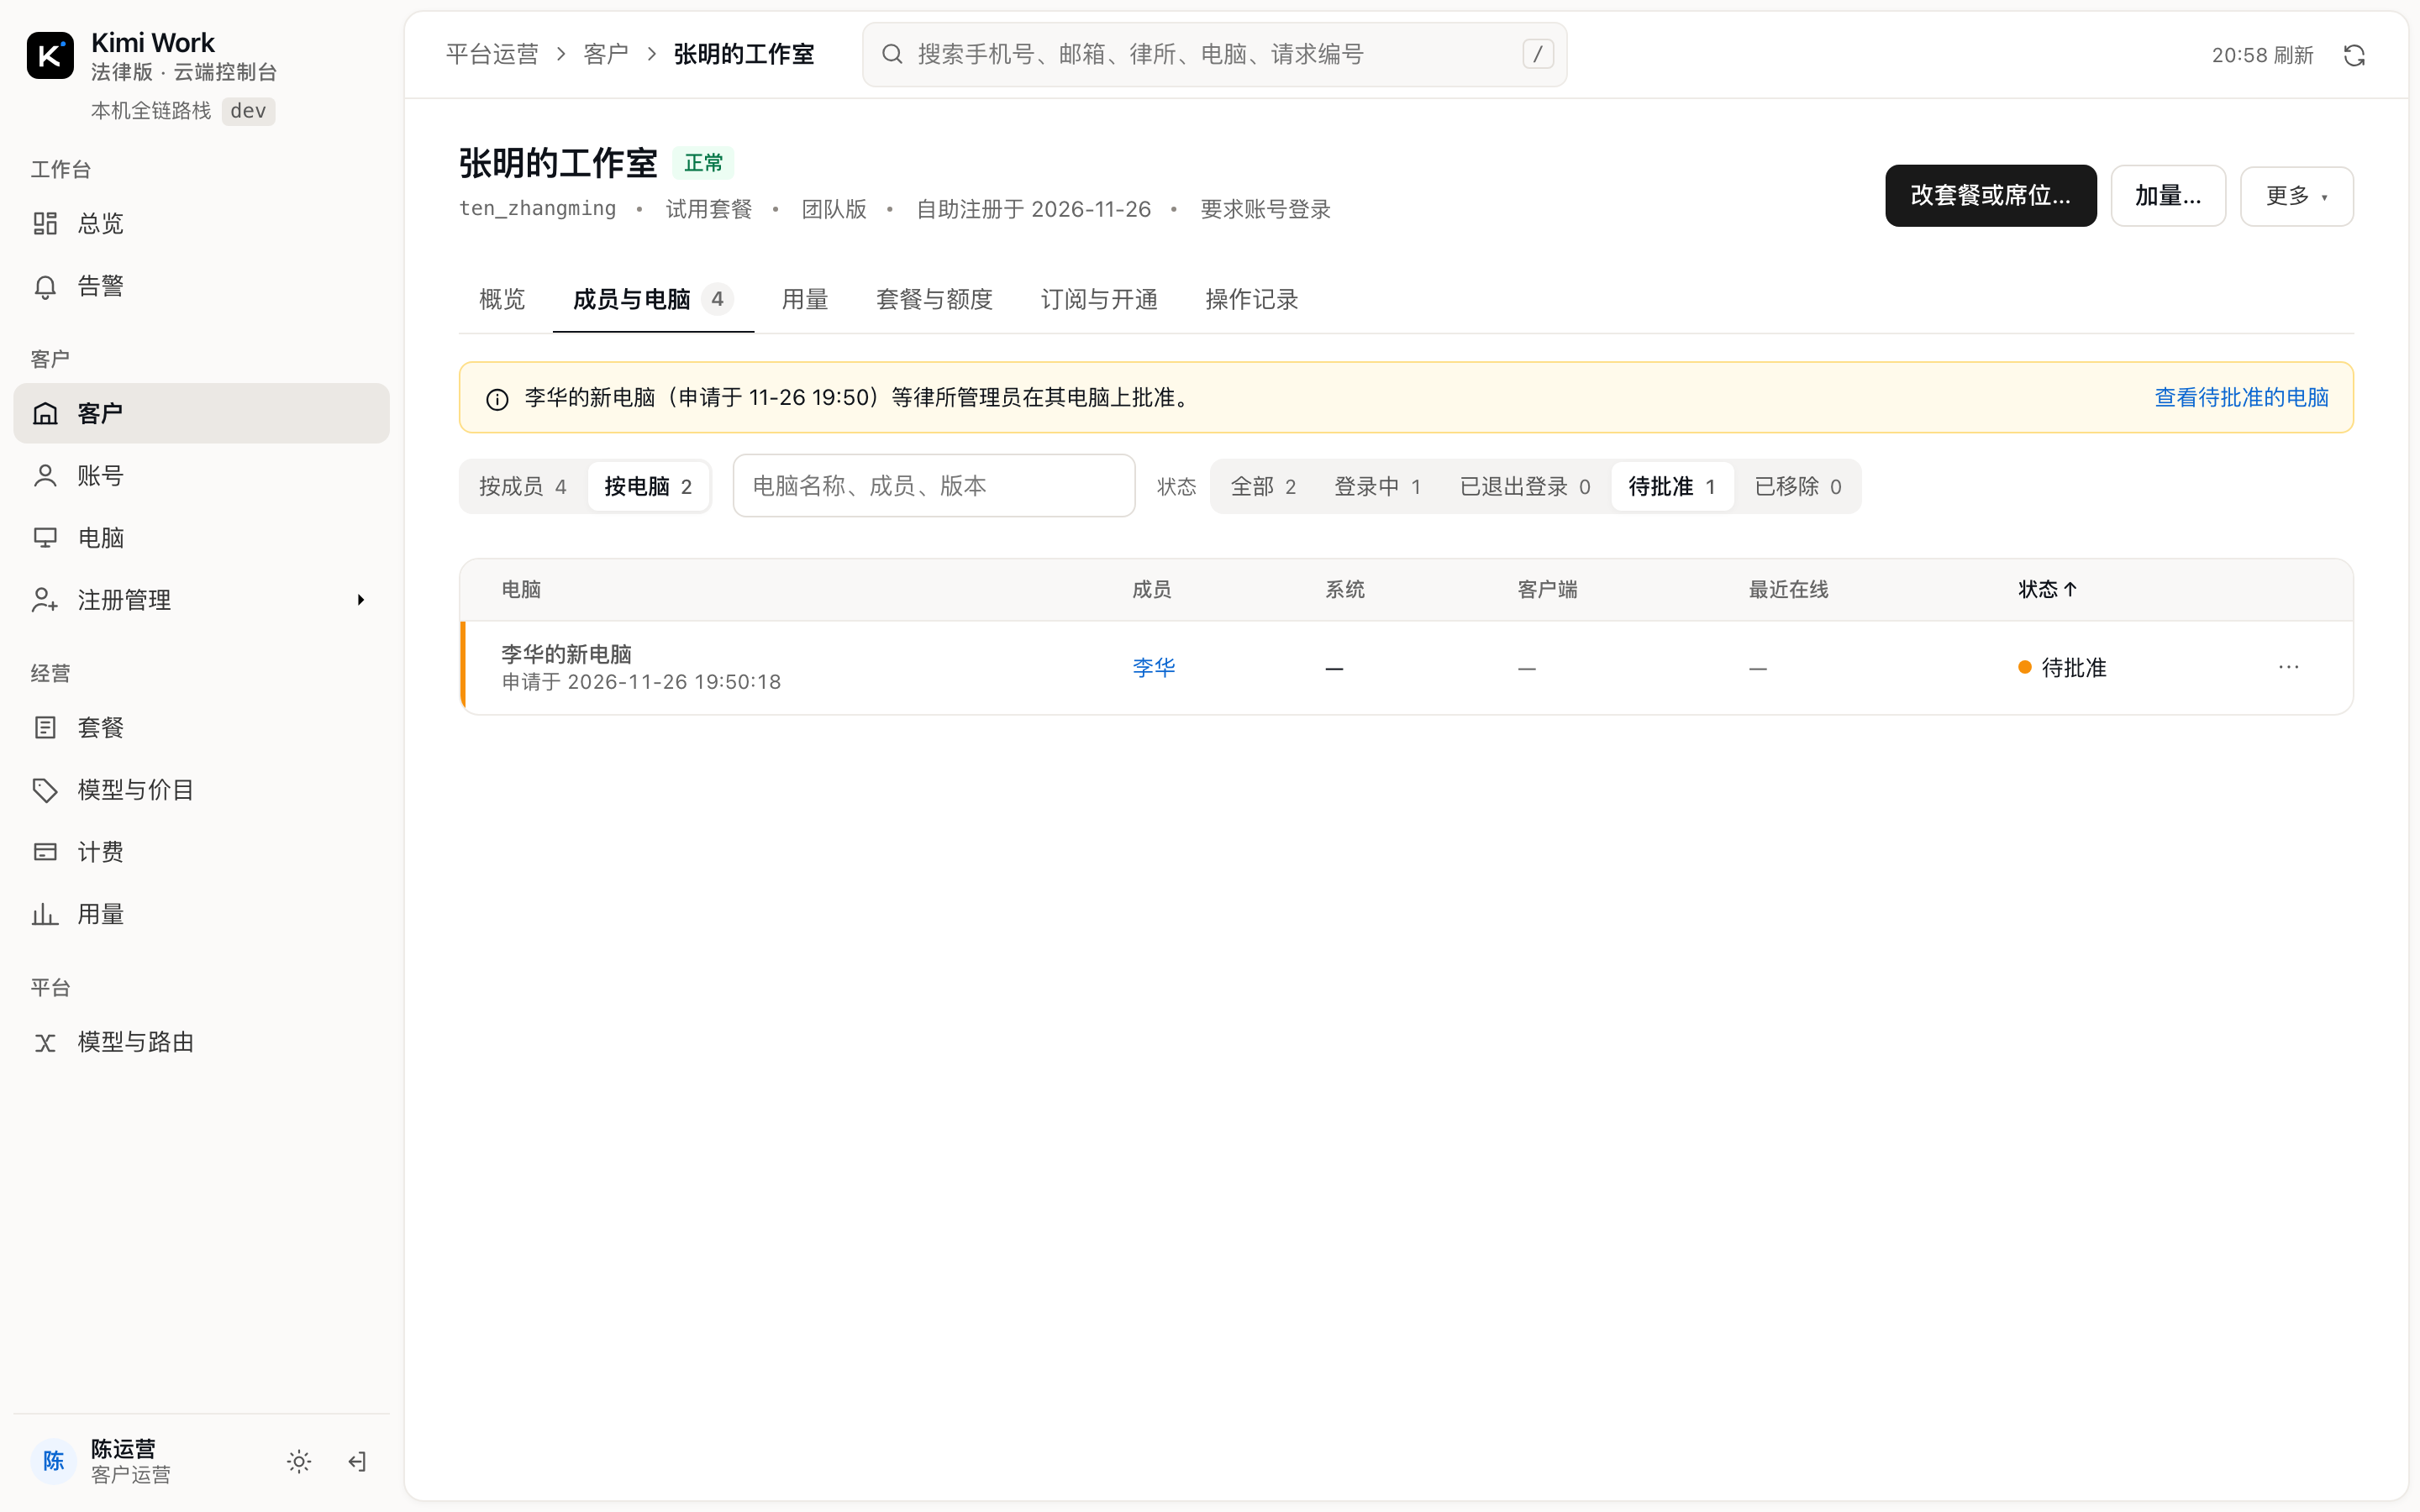 Kimi Work
法律版 · 云端控制台
本机全链路栈 dev
工作台
总览
告警
客户
客户
账号
电脑
注册管理
经营
套餐
模型与价目
计费
用量
平台
模型与路由
陈 陈运营
客户运营
平台运营 > 客户 > 张明的工作室
搜索手机号、邮箱、律所、电脑、请求编号 /
20:58 刷新
张明的工作室 正常
ten_zhangming • 试用套餐 • 团队版 • 自助注册于 2026-11-26 • 要求账号登录
改套餐或席位... 加量... 更多
概览 成员与电脑 4 用量 套餐与额度 订阅与开通 操作记录
李华的新电脑（申请于 11-26 19:50）等律所管理员在其电脑上批准。 查看待批准的电脑
按成员 4 按电脑 2 电脑名称、成员、版本 状态 全部 2 登录中 1 已退出登录 0 待批准 1 已移除 0
电脑 成员 系统 客户端 最近在线 状态 ↑
李华的新电脑
申请于 2026-11-26 19:50:18
李华 — — — 待批准 ...